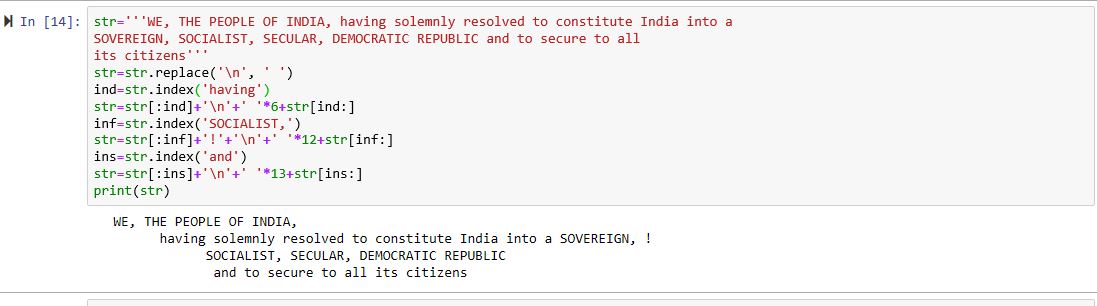 In [14]: str='''WE, THE PEOPLE OF INDIA, having solemnly resolved to constitute India into a
SOVEREIGN, SOCIALIST, SECULAR, DEMOCRATIC REPUBLIC and to secure to all
its citizens'''
str=str.replace('\n', ' ')
ind=str.index('having')
str=str[:ind]+'\n'+' '*6+str[ind:]
inf=str.index('SOCIALIST,')
str=str[:inf]+'!'+'\n'+' '*12+str[inf:]
ins=str.index('and')
str=str[:ins]+'\n'+' '*13+str[ins:]
print(str)
WE, THE PEOPLE OF INDIA,
      having solemnly resolved to constitute India into a SOVEREIGN, !
            SOCIALIST, SECULAR, DEMOCRATIC REPUBLIC
             and to secure to all its citizens